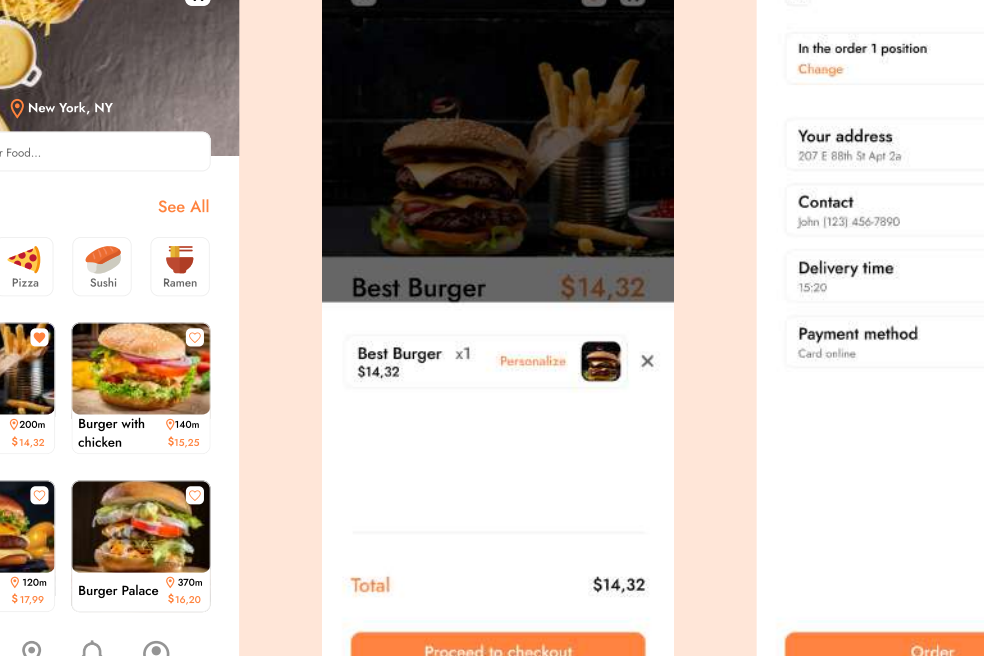 New York, NY
r Food...
See All
Pizza
Sushi
Ramen
200m
$14,32
Burger with
chicken
140m
$15,25
120m
$17,99
Burger Palace
370m
$16,20
Best Burger
$14,32
Best Burger x1
$14,32
Personalize
Total
$14,32
Proceed to checkout
In the order 1 position
Change
Your address
207 E 88th St Apt 2a
Contact
John (123) 456-7890
Delivery time
15:20
Payment method
Card online
Order